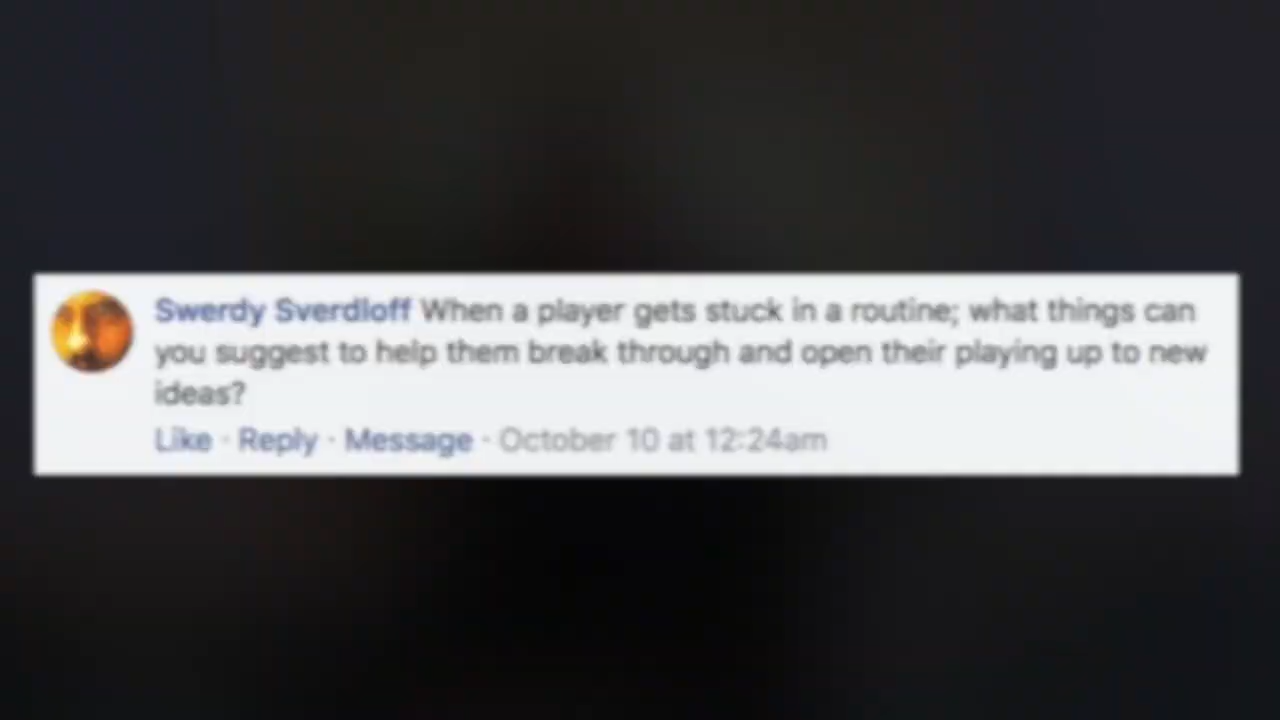 Swerdy Sverdloff When a player gets stuck in a routine; what things can
you suggest to help them break through and open their playing up to new
ideas?
Like · Reply · Message · October 10 at 12:24am